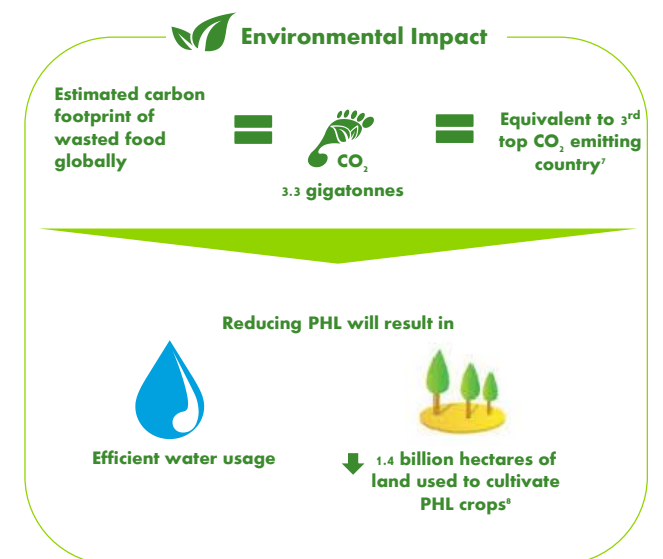 Environmental Impact
Estimated carbon
footprint of
wasted food
globally
CO₂
3.3 gigatonnes
Equivalent to 3ʳᵈ
top CO₂ emitting
country⁷
Reducing PHL will result in
Efficient water usage
1.4 billion hectares of
land used to cultivate
PHL crops⁸